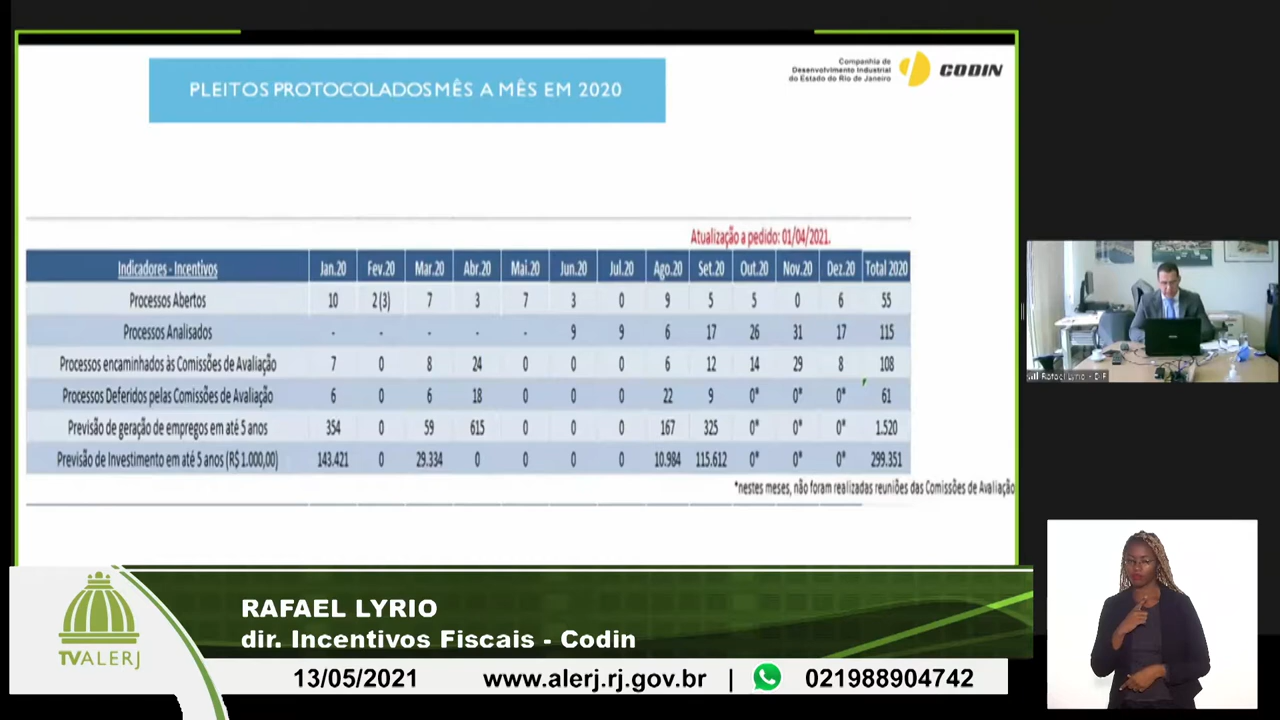 PLEITOS PROTOCOLADOS MÊS A MÊS EM 2020
Companhia de
Desenvolvimento Industrial
do Estado do Rio de Janeiro
CODIN
Atualização a pedido: 01/04/2021.
Indicadores - Incentivos Jan.20 Fev.20 Mar.20 Abr.20 Mai.20 Jun.20 Jul.20 Ago.20 Set.20 Out.20 Nov.20 Dez.20 Total 2020
Processos Abertos 10 2(3) 7 3 7 3 0 9 5 5 0 6 55
Processos Analisados - - - - - 9 9 6 17 26 31 17 115
Processos encaminhados às Comissões de Avaliação 7 0 8 24 0 0 0 6 12 14 29 8 108
Processos Deferidos pelas Comissões de Avaliação 6 0 6 18 0 0 0 22 9 0* 0* 0* 61
Previsão de geração de empregos em até 5 anos 354 0 59 615 0 0 0 167 325 0* 0* 0* 1.520
Previsão de Investimento em até 5 anos (R$ 1.000,00) 143.421 0 29.334 0 0 0 0 10.984 115.612 0* 0* 0* 299.351
*nestes meses, não foram realizadas reuniões das Comissões de Avaliação
Rafael Lyrio - DIF
RAFAEL LYRIO
dir. Incentivos Fiscais - Codin
TVALERJ
13/05/2021 www.alerj.rj.gov.br | 021988904742